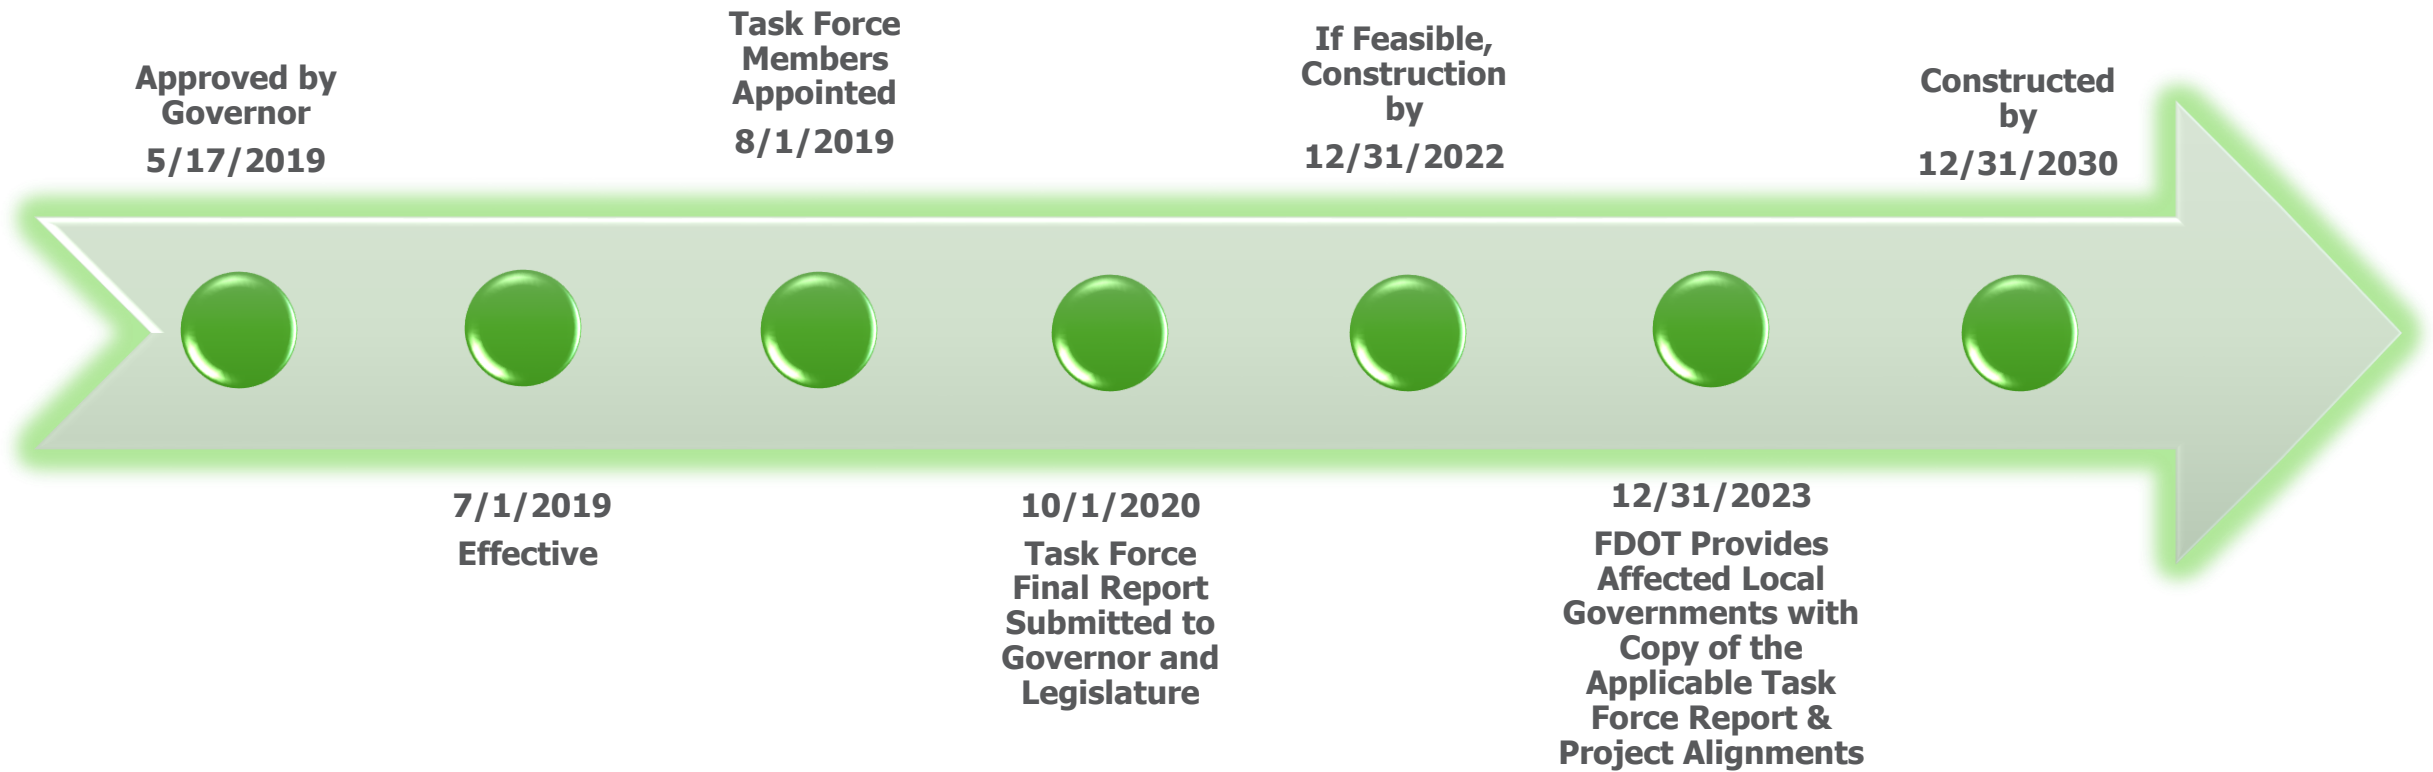 Approved by
Governor
5/17/2019
7/1/2019
Effective
Task Force
Members
Appointed
8/1/2019
10/1/2020
Task Force
Final Report
Submitted to
Governor and
Legislature
If Feasible,
Construction
by
12/31/2022
12/31/2023
FDOT Provides
Affected Local
Governments with
Copy of the
Applicable Task
Force Report &
Project Alignments
Constructed
by
12/31/2030